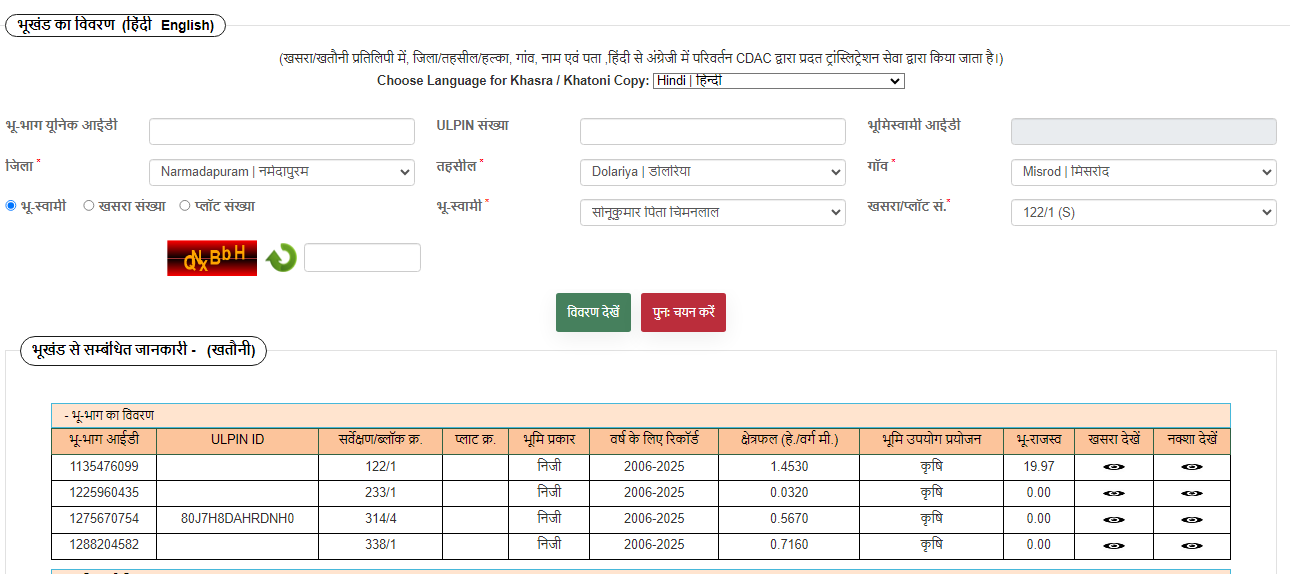 भूखंड का विवरण (हिंदी English)
(खसरा/खतौनी प्रतिलिपी में, जिला/तहसील/हल्का, गांव, नाम एवं पता ,हिंदी से अंग्रेजी में परिवर्तन CDAC द्वारा प्रदत ट्रांस्लिट्रेशन सेवा द्वारा किया जाता है।)
Choose Language for Khasra / Khatoni Copy: Hindi | हिन्दी
भू-भाग यूनिक आईडी ULPIN संख्या भूमिस्वामी आईडी
जिला * Narmadapuram | नर्मदापुरम तहसील * Dolariya | डोलरिया गॉव * Misrod | मिसरोद
भू-स्वामी खसरा संख्या प्लॉट संख्या भू-स्वामी * सोनूकुमार पिता चिमनलाल खसरा/प्लॉट सं.* 122/1 (S)
QNxBbH
विवरण देखें पुनः चयन करें
भूखंड से सम्बंधित जानकारी - (खतौनी)
- भू-भाग का विवरण
भू-भाग आईडी ULPIN ID सर्वेक्षण/ब्लॉक क्र. प्लाट क्र. भूमि प्रकार वर्ष के लिए रिकॉर्ड क्षेत्रफल (हे./वर्ग मी.) भूमि उपयोग प्रयोजन भू-राजस्व खसरा देखें नक्शा देखें
1135476099 122/1 निजी 2006-2025 1.4530 कृषि 19.97
1225960435 233/1 निजी 2006-2025 0.0320 कृषि 0.00
1275670754 80J7H8DAHRDNH0 314/4 निजी 2006-2025 0.5670 कृषि 0.00
1288204582 338/1 निजी 2006-2025 0.7160 कृषि 0.00